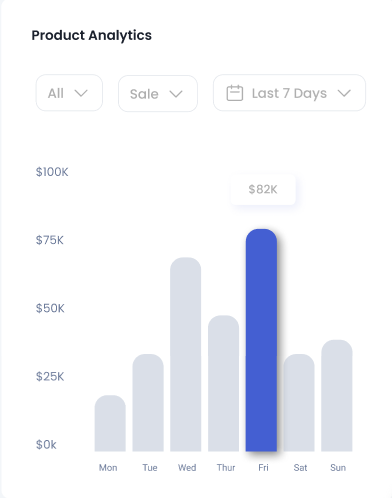 Product Analytics
All Sale Last 7 Days
$100K
$82K
$75K
$50K
$25K
$0k
Mon Tue Wed Thur Fri Sat Sun